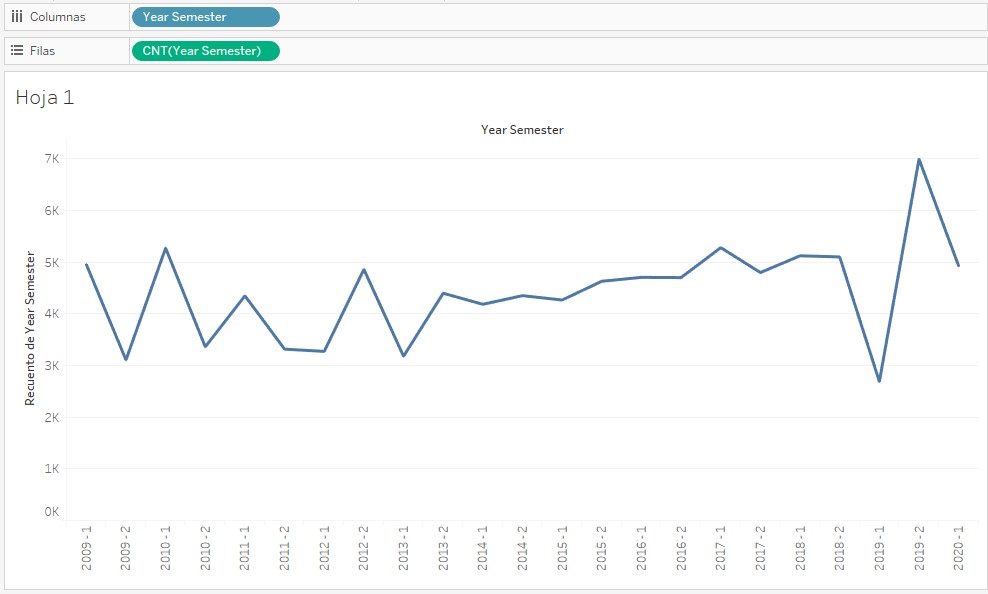 Columnas
Year Semester
Filas
CNT(Year Semester)
Hoja 1
Year Semester
Recuento de Year Semester
7K
6K
5K
4K
3K
2K
1K
0K
2009 - 1
2009 - 2
2010 - 1
2010 - 2
2011 - 1
2011 - 2
2012 - 1
2012 - 2
2013 - 1
2013 - 2
2014 - 1
2014 - 2
2015 - 1
2015 - 2
2016 - 1
2016 - 2
2017 - 1
2017 - 2
2018 - 1
2018 - 2
2019 - 1
2019 - 2
2020 - 1